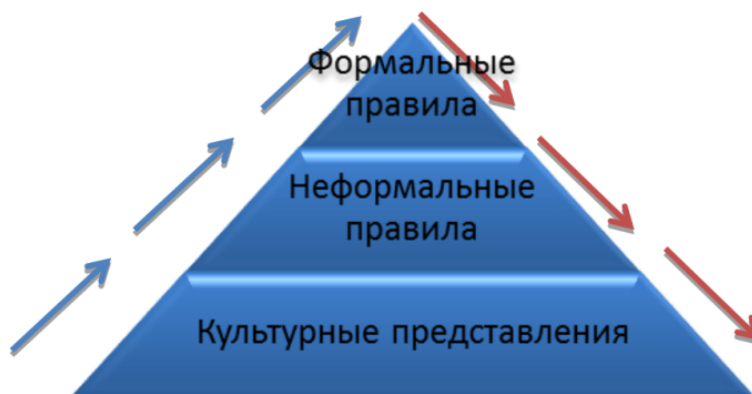 Формальные
правила
Неформальные
правила
Культурные представления